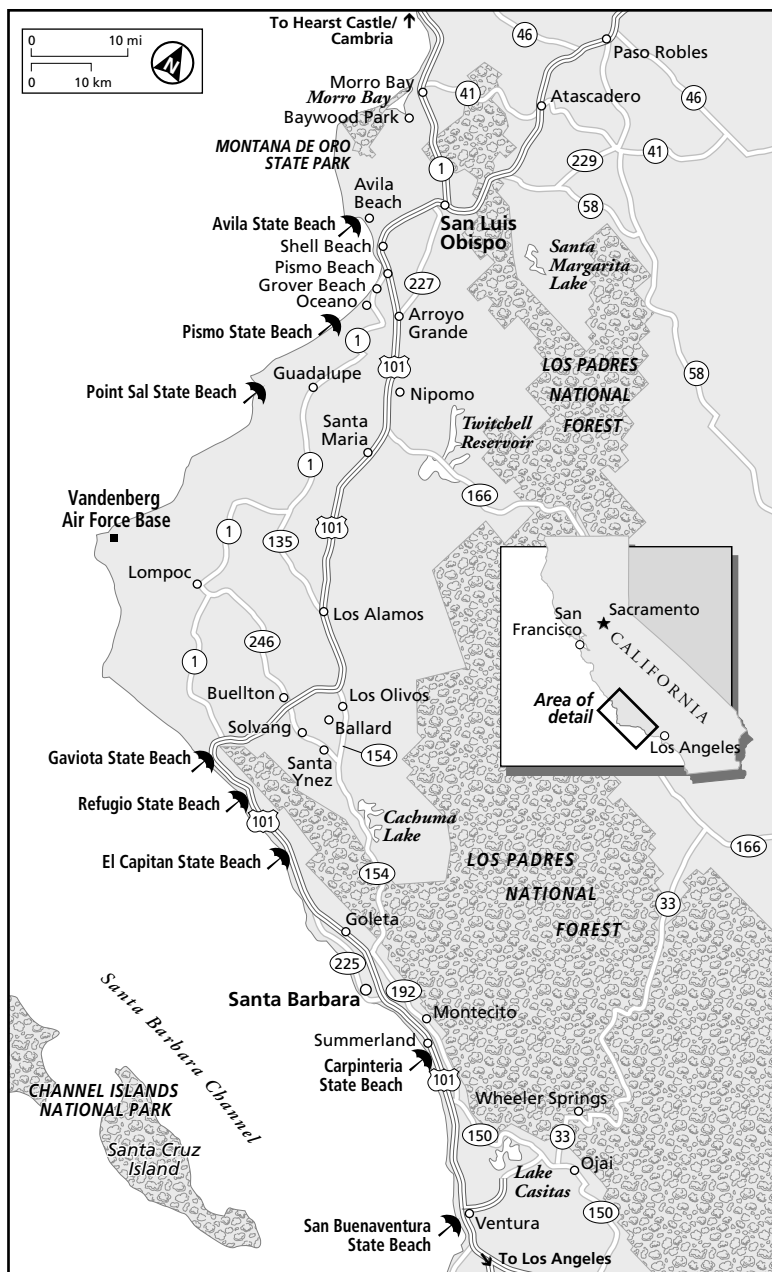 To Hearst Castle/
Cambria
0 10 mi
0 10 km
N
46
Paso Robles
Morro Bay
Morro Bay
41
46
Atascadero
Baywood Park
MONTANA DE ORO
STATE PARK
229
41
1
Avila
Beach
58
Avila State Beach
San Luis
Obispo
Shell Beach
Santa
Margarita
Lake
Pismo Beach
227
Grover Beach
Oceano
Arroyo
Grande
Pismo State Beach
1
101
LOS PADRES
NATIONAL
FOREST
58
Guadalupe
Point Sal State Beach
Nipomo
Santa
Maria
Twitchell
Reservoir
1
166
Vandenberg
Air Force Base
1
101
135
Lompoc
Los Alamos
San
Francisco
Sacramento
CALIFORNIA
Area of
detail
Los Angeles
246
1
Buellton
Los Olivos
Solvang
Ballard
154
Gaviota State Beach
Santa
Ynez
Refugio State Beach
101
Cachuma
Lake
166
El Capitan State Beach
154
LOS PADRES
NATIONAL
FOREST
33
Goleta
225
Santa Barbara
192
Santa Barbara Channel
Montecito
Summerland
Carpinteria
State Beach
101
CHANNEL ISLANDS
NATIONAL PARK
Wheeler Springs
150
33
Santa Cruz
Island
Ojai
Lake
Casitas
150
San Buenaventura
State Beach
Ventura
To Los Angeles